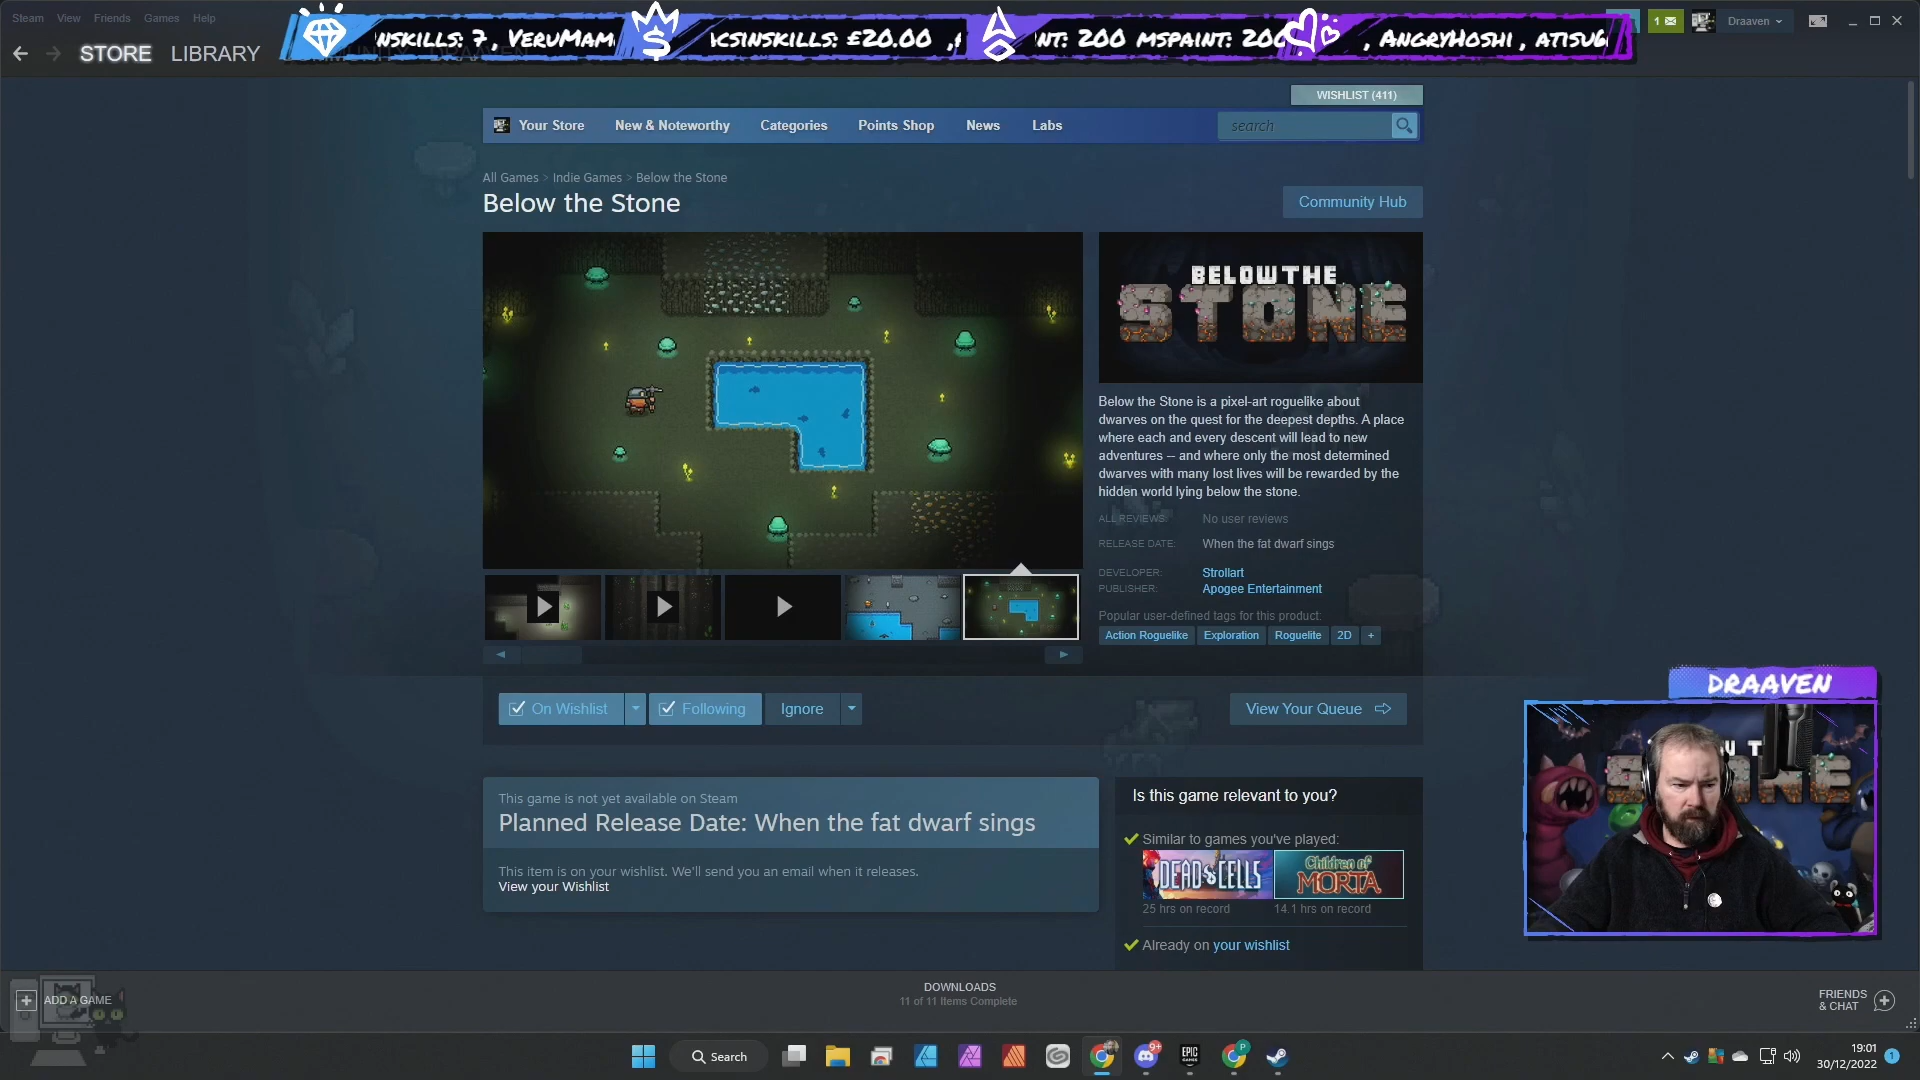 Steam View Friends Games Help
NSKILLS: 7 , VERUMAM
ICSINSKILLS: £20.00 ,
NT: 200 MSPAINT: 200
, ANGRYHOSHI , ATISU
1
Draaven
STORE LIBRARY
WISHLIST (411)
Your Store New & Noteworthy Categories Points Shop News Labs
search
All Games > Indie Games > Below the Stone
Below the Stone
Community Hub
BELOW THE
STONE
Below the Stone is a pixel-art roguelike about
dwarves on the quest for the deepest depths. A place
where each and every descent will lead to new
adventures -- and where only the most determined
dwarves with many lost lives will be rewarded by the
hidden world lying below the stone.
ALL REVIEWS: No user reviews
RELEASE DATE: When the fat dwarf sings
DEVELOPER: Strollart
PUBLISHER: Apogee Entertainment
Popular user-defined tags for this product:
Action Roguelike Exploration Roguelite 2D +
On Wishlist Following Ignore
View Your Queue
DRAAVEN
This game is not yet available on Steam
Planned Release Date: When the fat dwarf sings
This item is on your wishlist. We'll send you an email when it releases.
View your Wishlist
Is this game relevant to you?
Similar to games you've played:
DEAD CELLS
Children of
MORTA
25 hrs on record 14.1 hrs on record
Already on your wishlist
ADD A GAME
DOWNLOADS
11 of 11 Items Complete
FRIENDS
& CHAT
Search
9+
EPIC
GAMES
P
19:01
30/12/2022
1